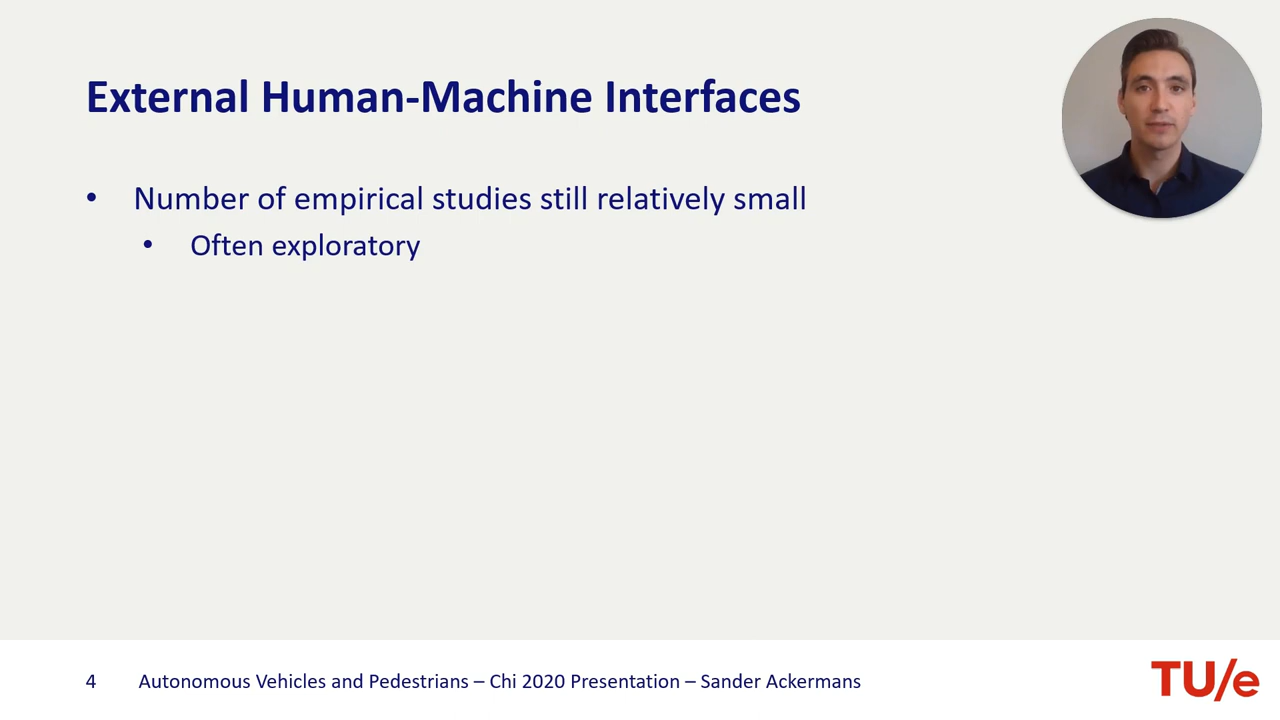 External Human-Machine Interfaces
• Number of empirical studies still relatively small
• Often exploratory
4 Autonomous Vehicles and Pedestrians – Chi 2020 Presentation – Sander Ackermans
TU/e